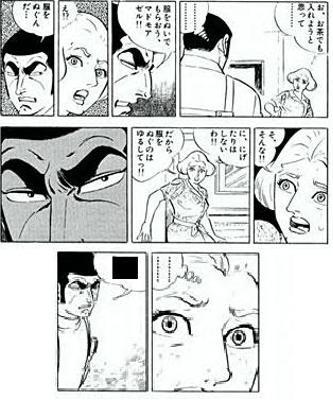 お、お茶でも
入れようと
思って
…………
服をぬいで
もらおう、
マドモア
ゼル!!
え!?
服を
ぬぐん
だ…
そ、
そんな!!
に、にげ
たりは
しない
わ!!
だから
服を
ぬぐのは
ゆるしてっ!!
…………
…………